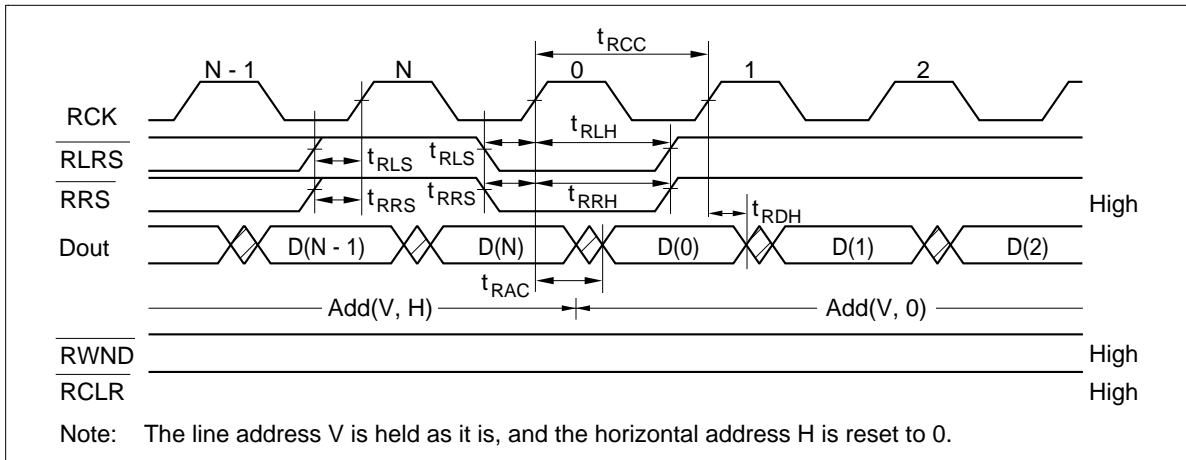 tRCC
N - 1 N 0 1 2
RCK
tRLH
RLRS tRLS tRLS
RRS tRRS tRRS tRRH High
tRDH
Dout D(N - 1) D(N) D(0) D(1) D(2)
tRAC
Add(V, H) Add(V, 0)
RWND High
RCLR High
Note: The line address V is held as it is, and the horizontal address H is reset to 0.